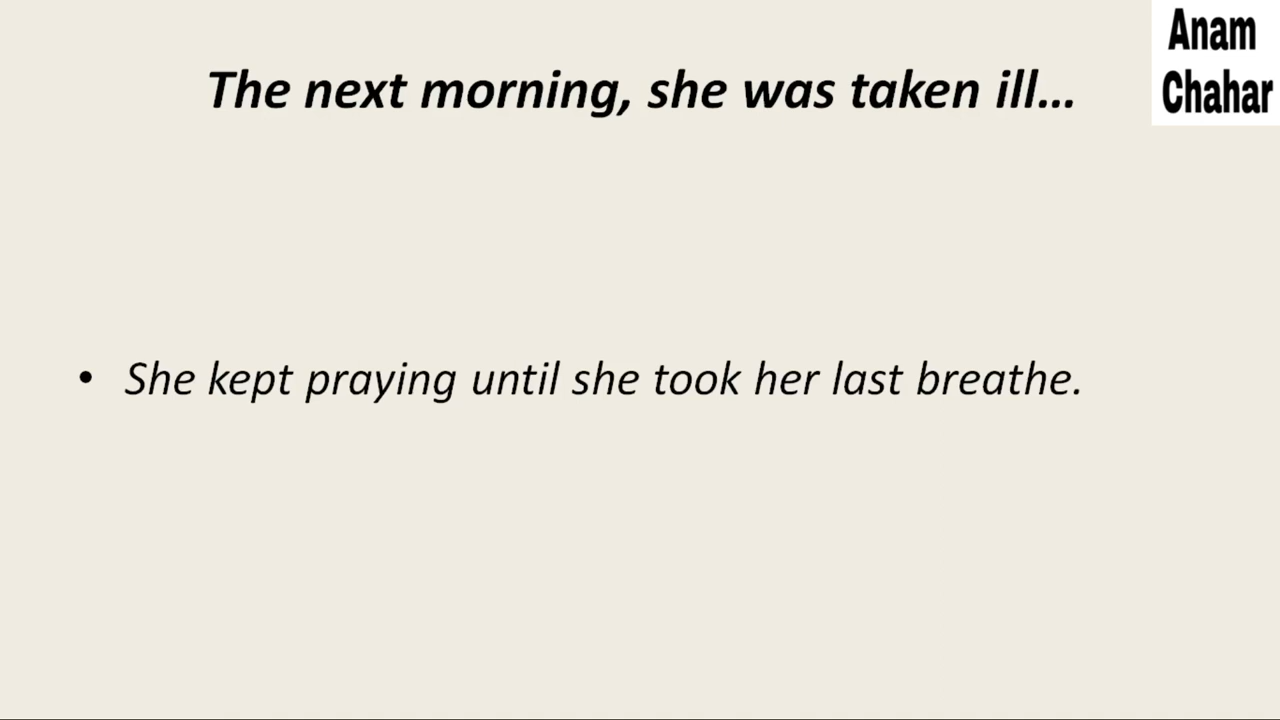 The next morning, she was taken ill...
Anam
Chahar
• She kept praying until she took her last breathe.